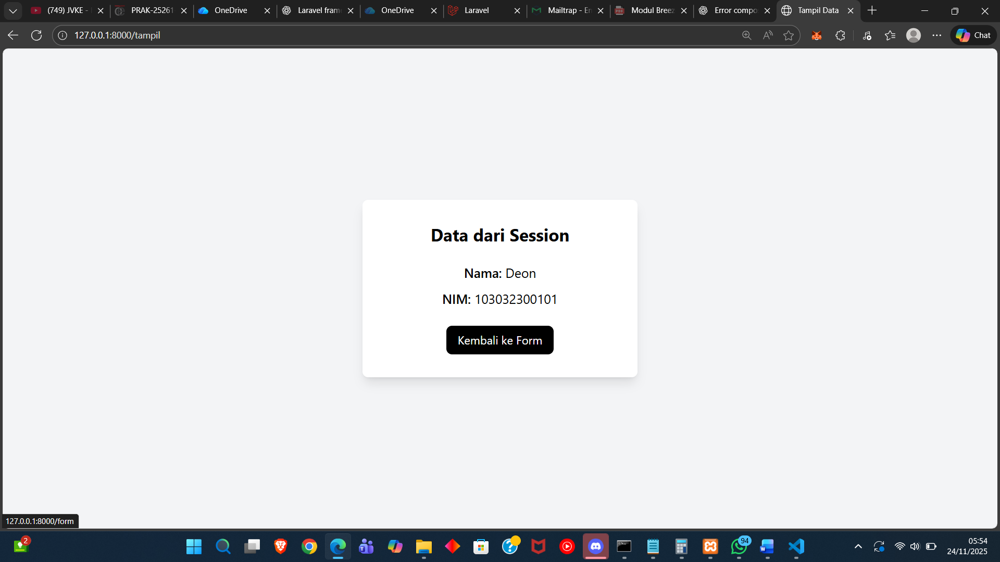 (749) JVKE -
PRAK-25261
OneDrive
Laravel fram
OneDrive
Laravel
Mailtrap - En
Modul Breez
Error compo
Tampil Data
127.0.0.1:8000/tampil
Chat
Data dari Session
Nama: Deon
NIM: 103032300101
Kembali ke Form
127.0.0.1:8000/form
2
94
05:54
24/11/2025